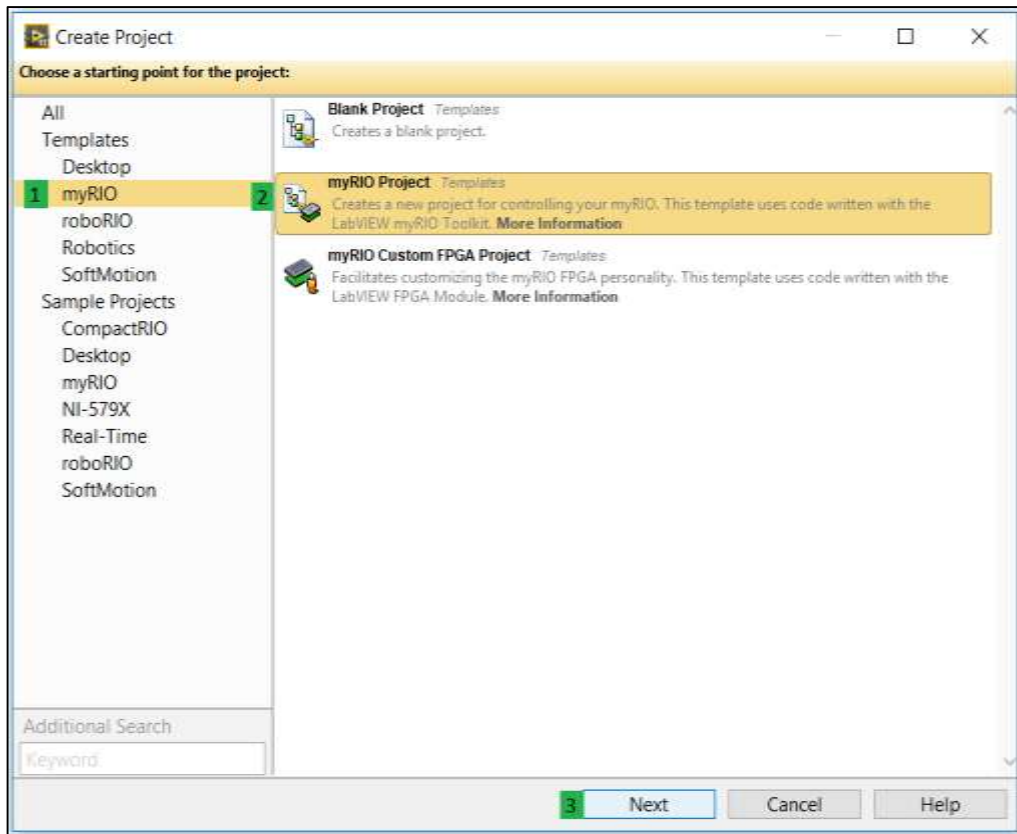 Create Project
Choose a starting point for the project:
All
Templates
Desktop
1 myRIO
roboRIO
Robotics
SoftMotion
Sample Projects
CompactRIO
Desktop
myRIO
NI-579X
Real-Time
roboRIO
SoftMotion
Additional Search
Keyword
Blank Project Templates
Creates a blank project.
2 myRIO Project Templates
Creates a new project for controlling your myRIO. This template uses code written with the
LabVIEW myRIO Toolkit. More Information
myRIO Custom FPGA Project Templates
Facilitates customizing the myRIO FPGA personality. This template uses code written with the
LabVIEW FPGA Module. More Information
3 Next Cancel Help